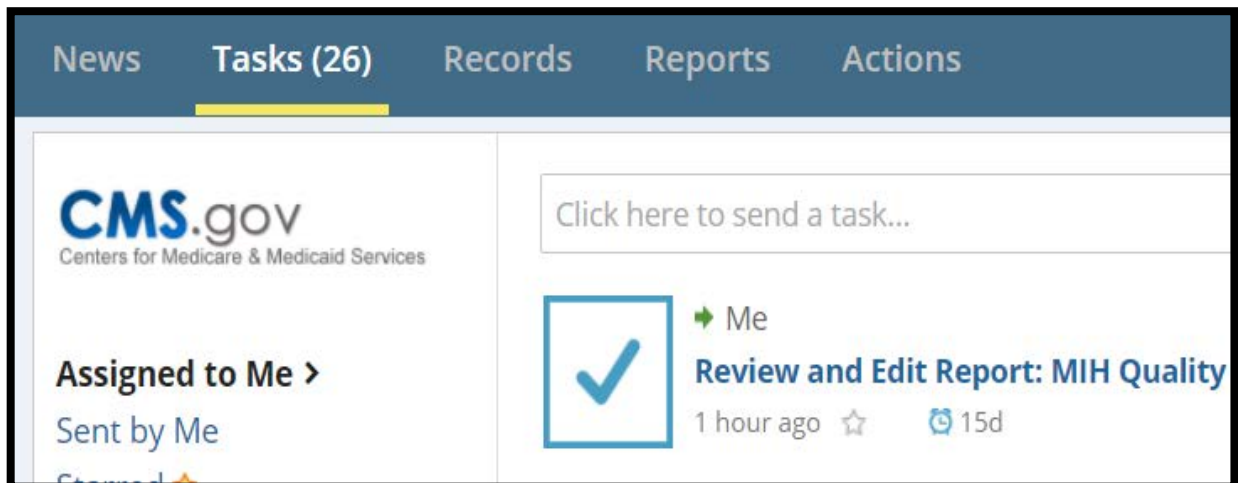 News Tasks (26) Records Reports Actions
CMS.gov
Centers for Medicare & Medicaid Services
Click here to send a task...
Me
Assigned to Me >
Review and Edit Report: MIH Quality
1 hour ago 15d
Sent by Me
Starred